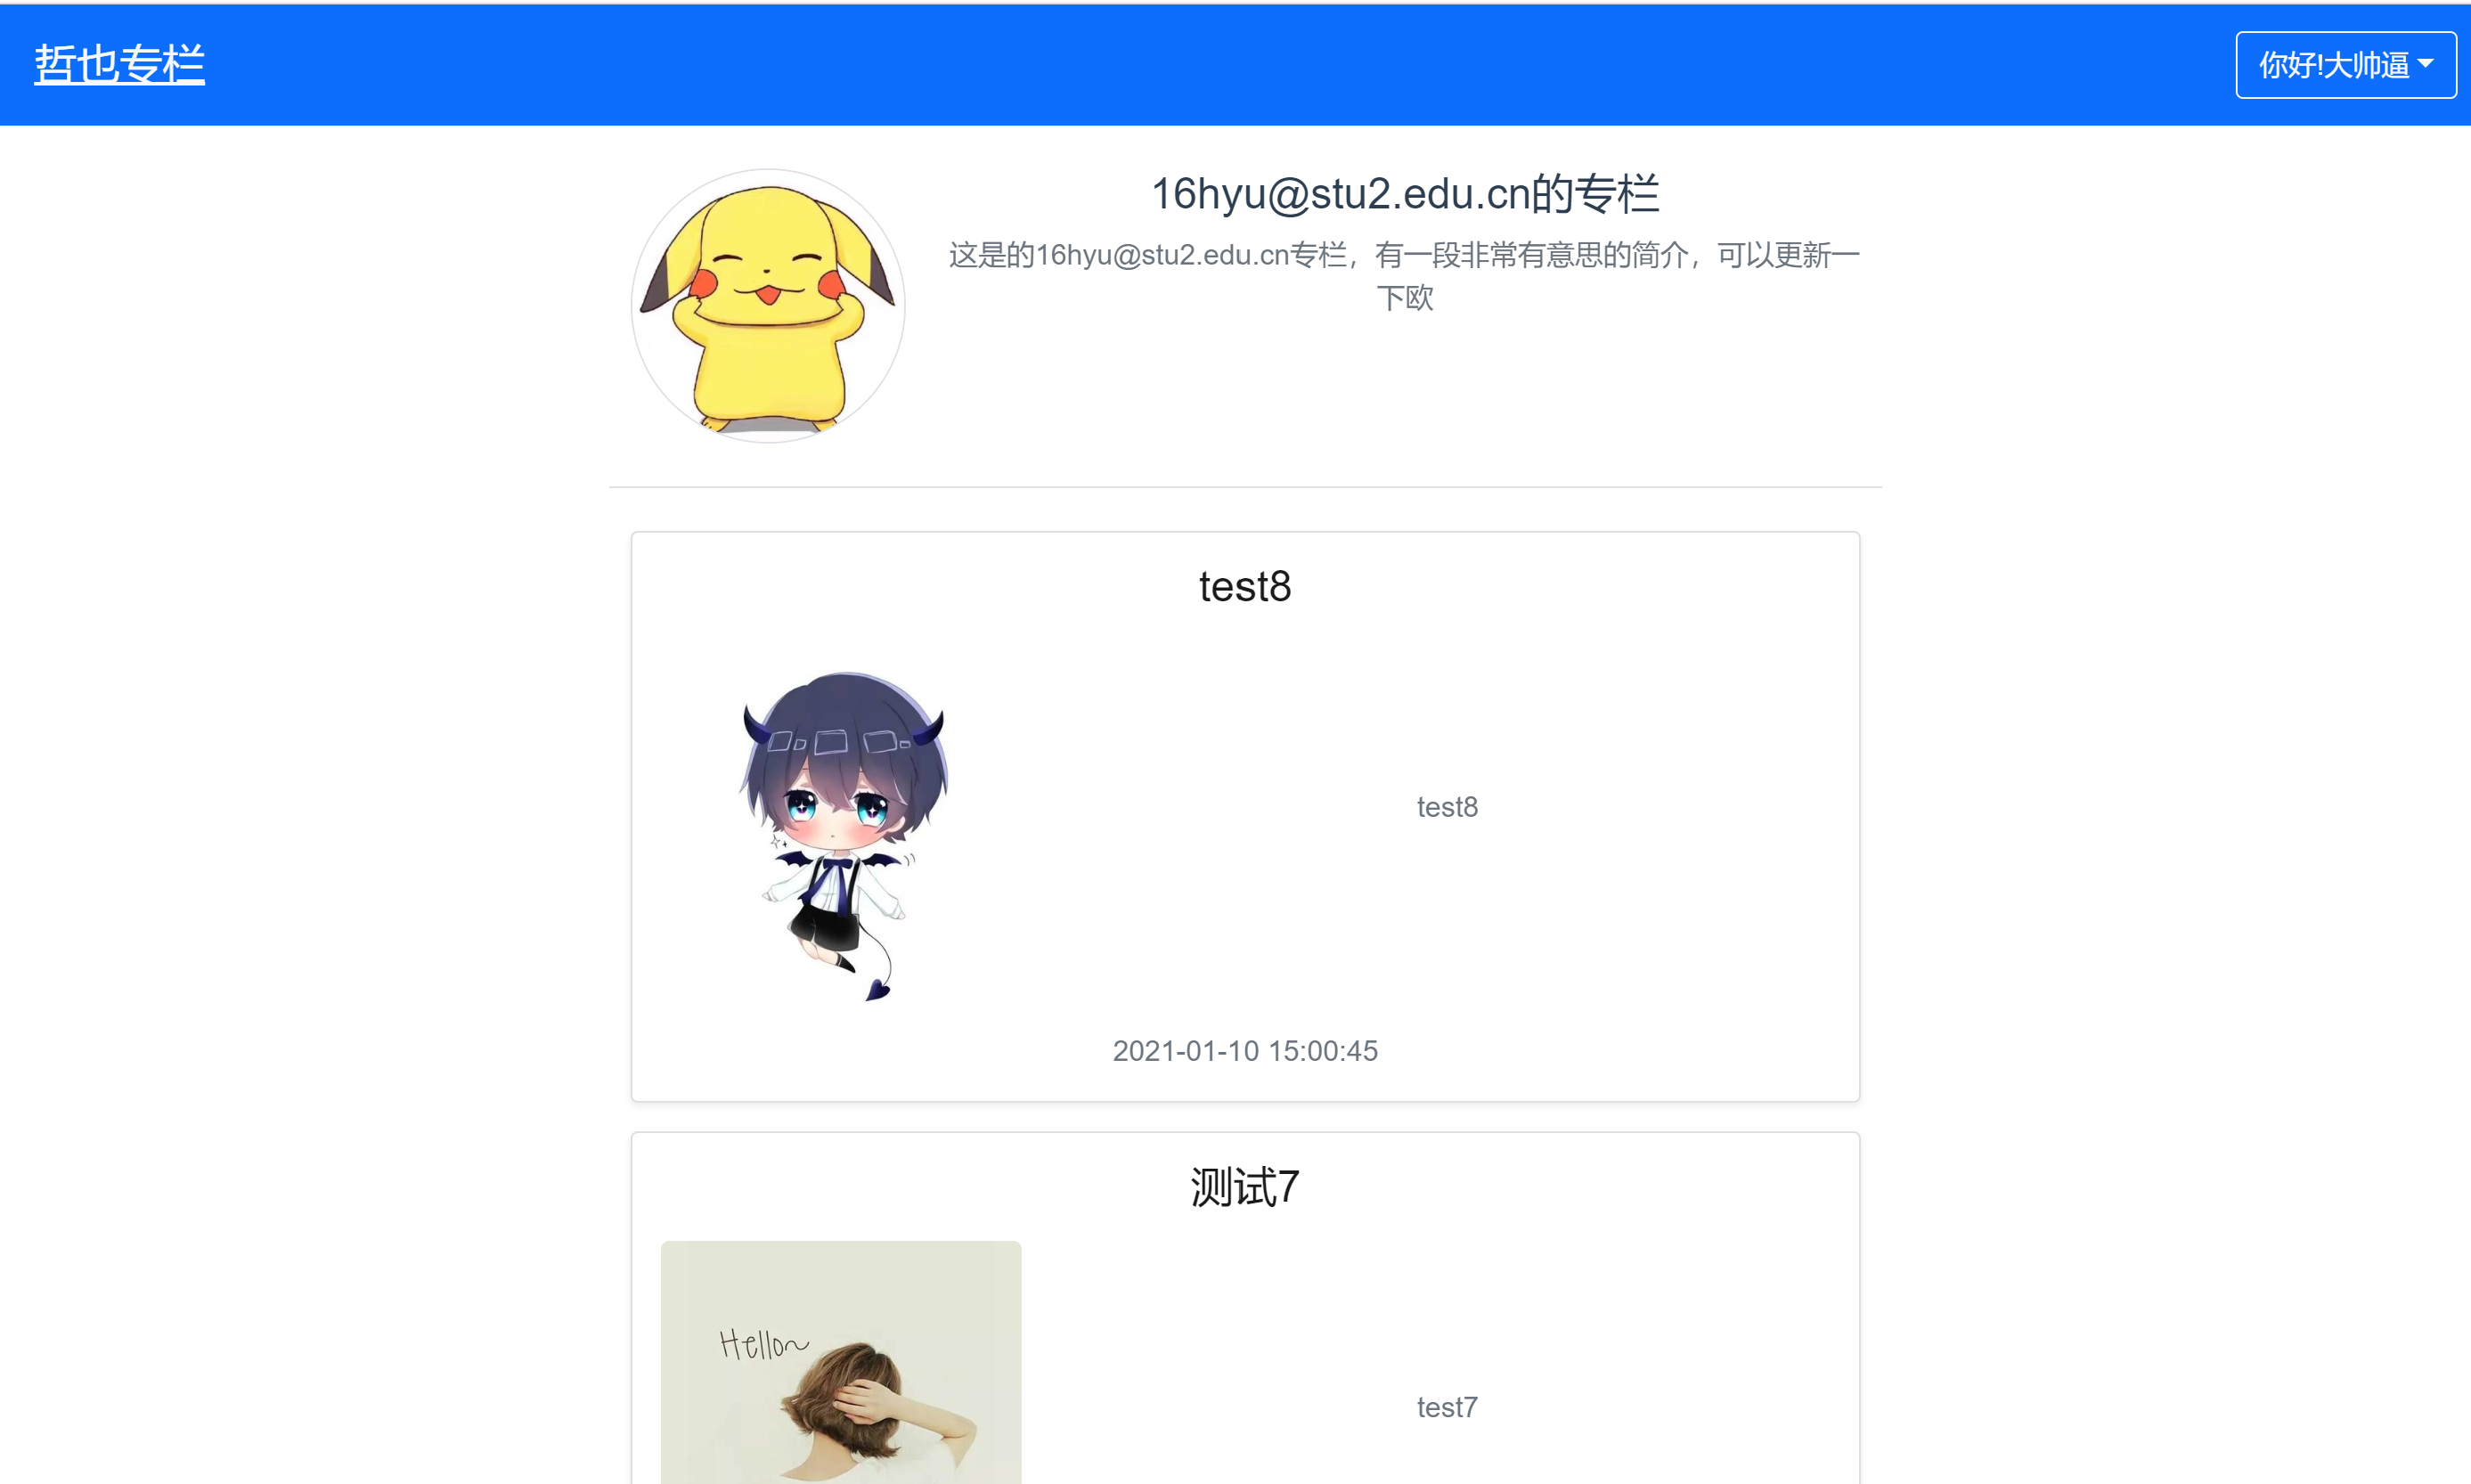 哲也专栏
你好!大帅逼
16hyu@stu2.edu.cn的专栏
这是的16hyu@stu2.edu.cn专栏，有一段非常有意思的简介，可以更新一
下欧
test8
test8
2021-01-10 15:00:45
测试7
Hello~
test7